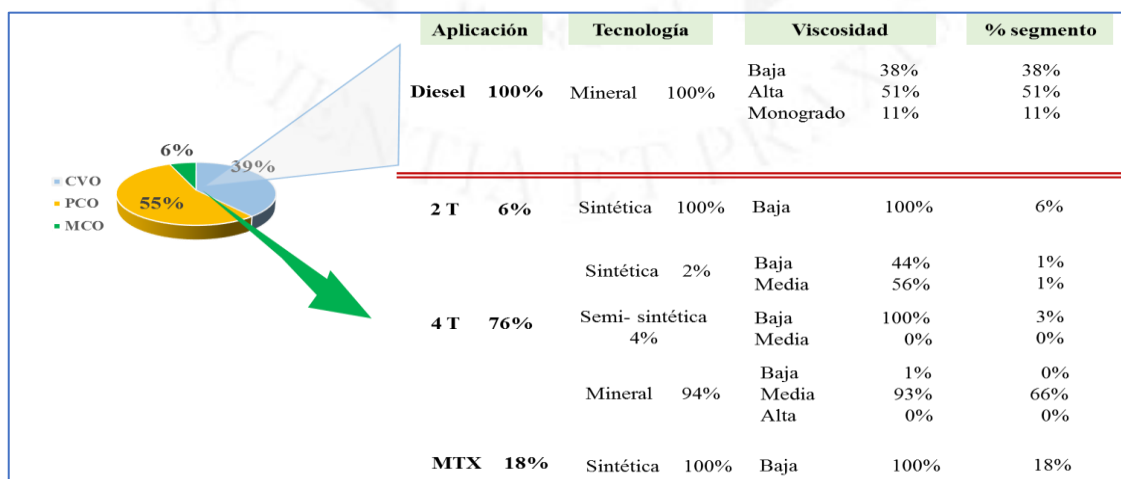 Aplicación Tecnología Viscosidad % segmento
Baja 38% 38%
Diesel 100% Mineral 100% Alta 51% 51%
Monogrado 11% 11%
6%
39%
CVO
PCO
MCO
55%
2 T 6% Sintética 100% Baja 100% 6%
Sintética 2% Baja 44% 1%
Media 56% 1%
4 T 76% Semi- sintética Baja 100% 3%
4% Media 0% 0%
Baja 1% 0%
Mineral 94% Media 93% 66%
Alta 0% 0%
MTX 18% Sintética 100% Baja 100% 18%
SCIENTIA ET PRAXIS